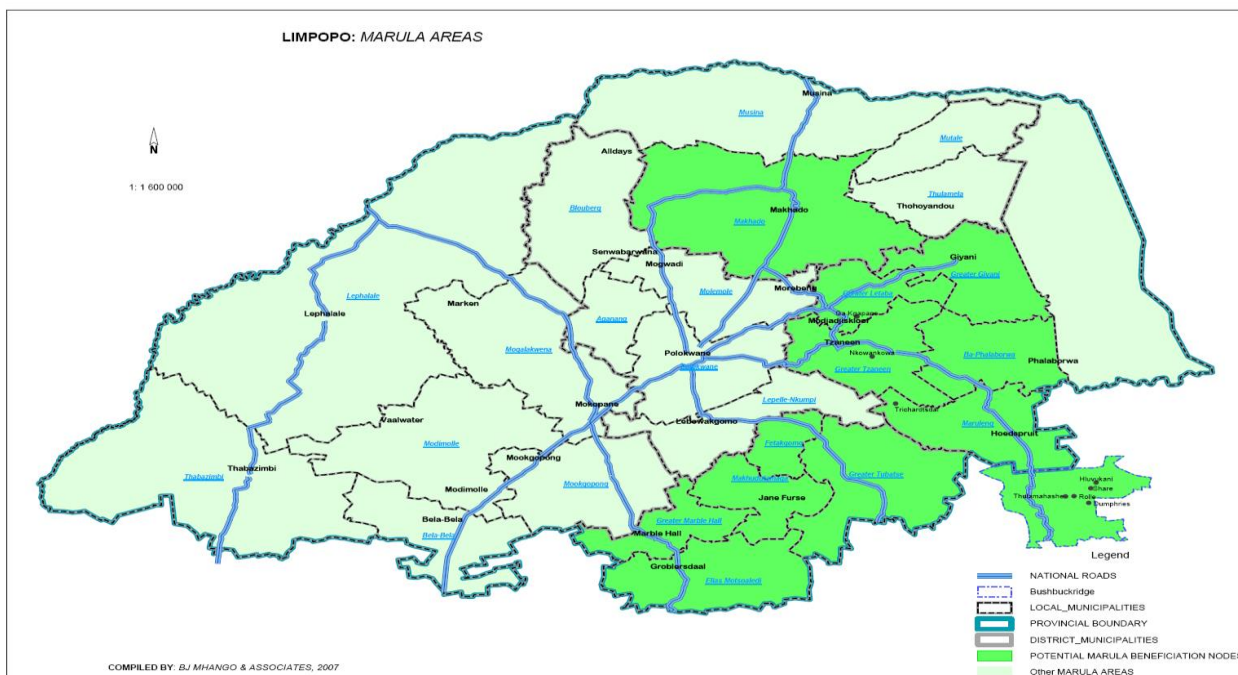 LIMPOPO: MARULA AREAS
N
1: 1 600 000
Musina
Musina
Mutale
Alldays
Blouberg
Makhado
Makhado
Thulamela
Thohoyandou
Senwabarwana
Mogwadi
Giyani
Greater Giyani
Molemole
Morebeng
Greater Letaba
Lephalale
Lephalale
Marken
Aganang
Modjadjiskloof
Tzaneen
Mogalakwena
Polokwane
Nkowankowa
Ba Phalaborwa
Phalaborwa
Greater Tzaneen
Lepelle-Nkumpi
Mokopane
Maruleng
Vaalwater
Lebowakgomo
Hoedspruit
Modimolle
Fetakgomo
Thabazimbi
Thabazimbi
Mookgopong
Mookgopong
Greater Tubatse
Modimolle
Jane Furse
Hluvukani
Share
Thulamahashe
Rolle
Dumphries
Bela-Bela
Bela-Bela
Greater Marble Hall
Marble Hall
Groblersdaal
Elias Motsoaledi
Legend
NATIONAL ROADS
Bushbuckridge
LOCAL_MUNICIPALITIES
PROVINCIAL BOUNDARY
DISTRICT_MUNICIPALITIES
POTENTIAL MARULA BENEFICIATION NODES
Other MARULA AREAS
COMPILED BY: BJ MHANGO & ASSOCIATES, 2007